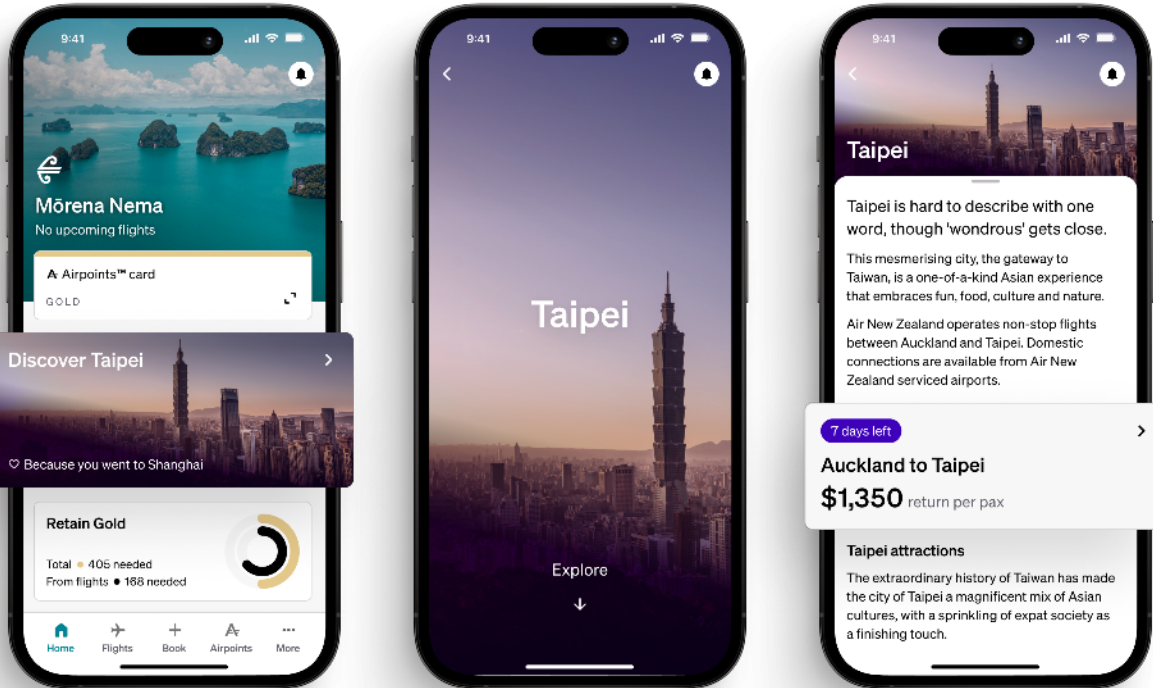 9:41
Mōrena Nema
No upcoming flights
Airpoints™ card
GOLD
Discover Taipei
Because you went to Shanghai
Retain Gold
Total 405 needed
From flights 168 needed
Home
Flights
Book
Airpoints
More
9:41
Taipei
Explore
9:41
Taipei
Taipei is hard to describe with one
word, though 'wondrous' gets close.
This mesmerising city, the gateway to
Taiwan, is a one-of-a-kind Asian experience
that embraces fun, food, culture and nature.
Air New Zealand operates non-stop flights
between Auckland and Taipei. Domestic
connections are available from Air New
Zealand serviced airports.
7 days left
Auckland to Taipei
$1,350 return per pax
Taipei attractions
The extraordinary history of Taiwan has made
the city of Taipei a magnificent mix of Asian
cultures, with a sprinkling of expat society as
a finishing touch.